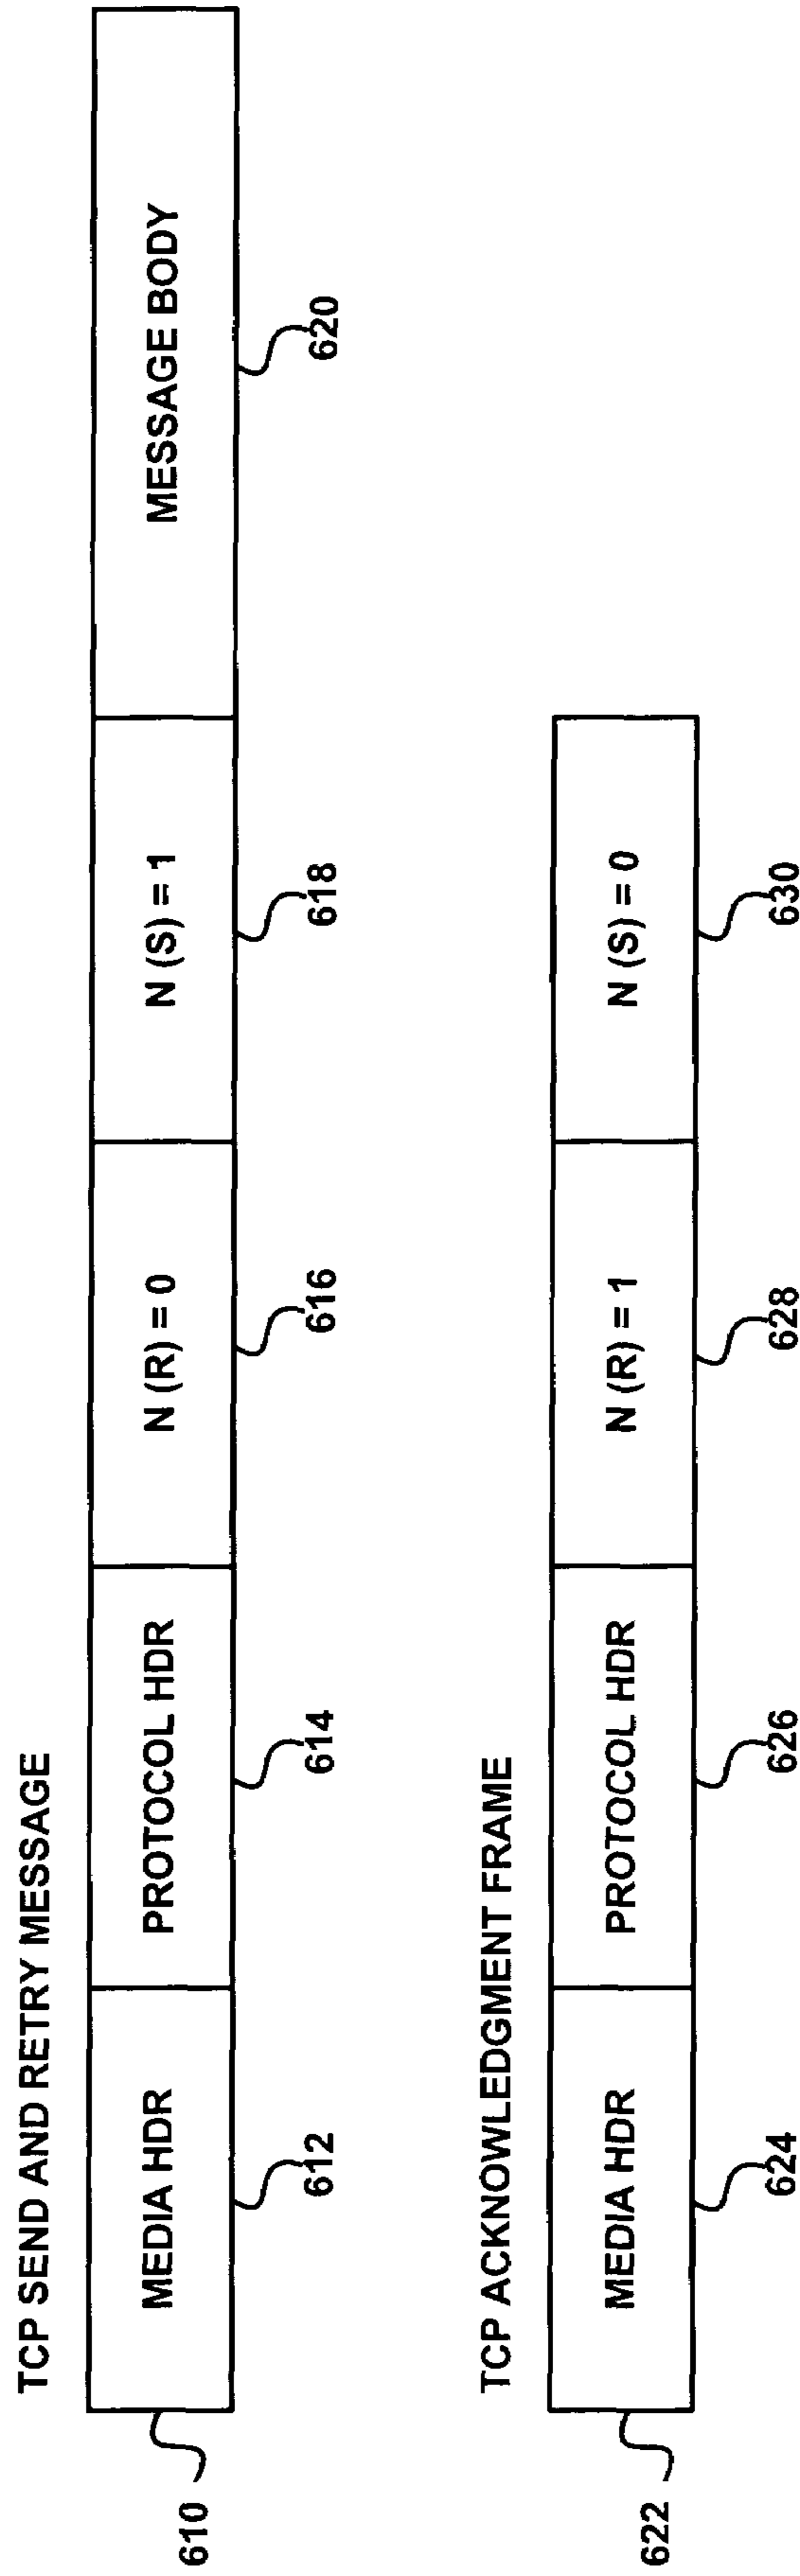 TCP SEND AND RETRY MESSAGE
610
MEDIA HDR
PROTOCOL HDR
N (R) = 0
N (S) = 1
MESSAGE BODY
612
614
616
618
620
TCP ACKNOWLEDGMENT FRAME
622
MEDIA HDR
PROTOCOL HDR
N (R) = 1
N (S) = 0
624
626
628
630